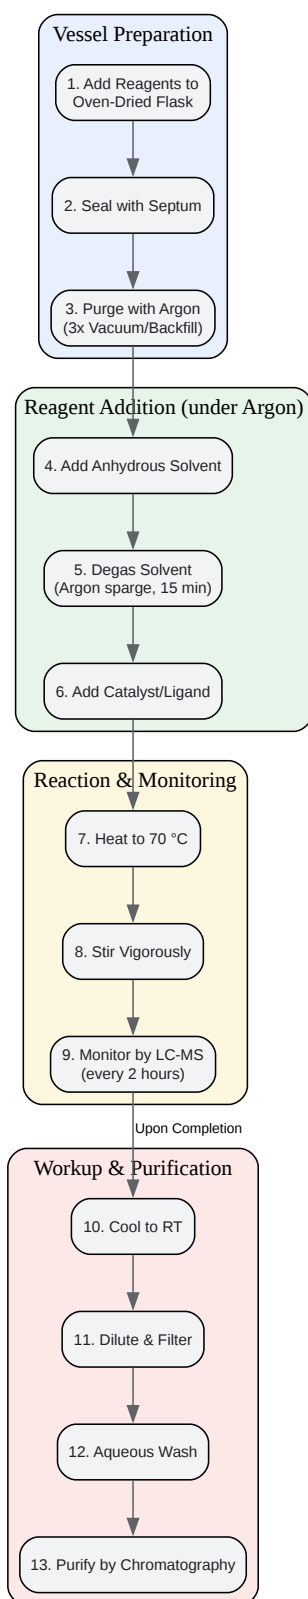 Vessel Preparation
1. Add Reagents to
Oven-Dried Flask
2. Seal with Septum
3. Purge with Argon
(3x Vacuum/Backfill)
Reagent Addition (under Argon)
4. Add Anhydrous Solvent
5. Degas Solvent
(Argon sparge, 15 min)
6. Add Catalyst/Ligand
Reaction & Monitoring
7. Heat to 70 °C
8. Stir Vigorously
9. Monitor by LC-MS
(every 2 hours)
Upon Completion
Workup & Purification
10. Cool to RT
11. Dilute & Filter
12. Aqueous Wash
13. Purify by Chromatography